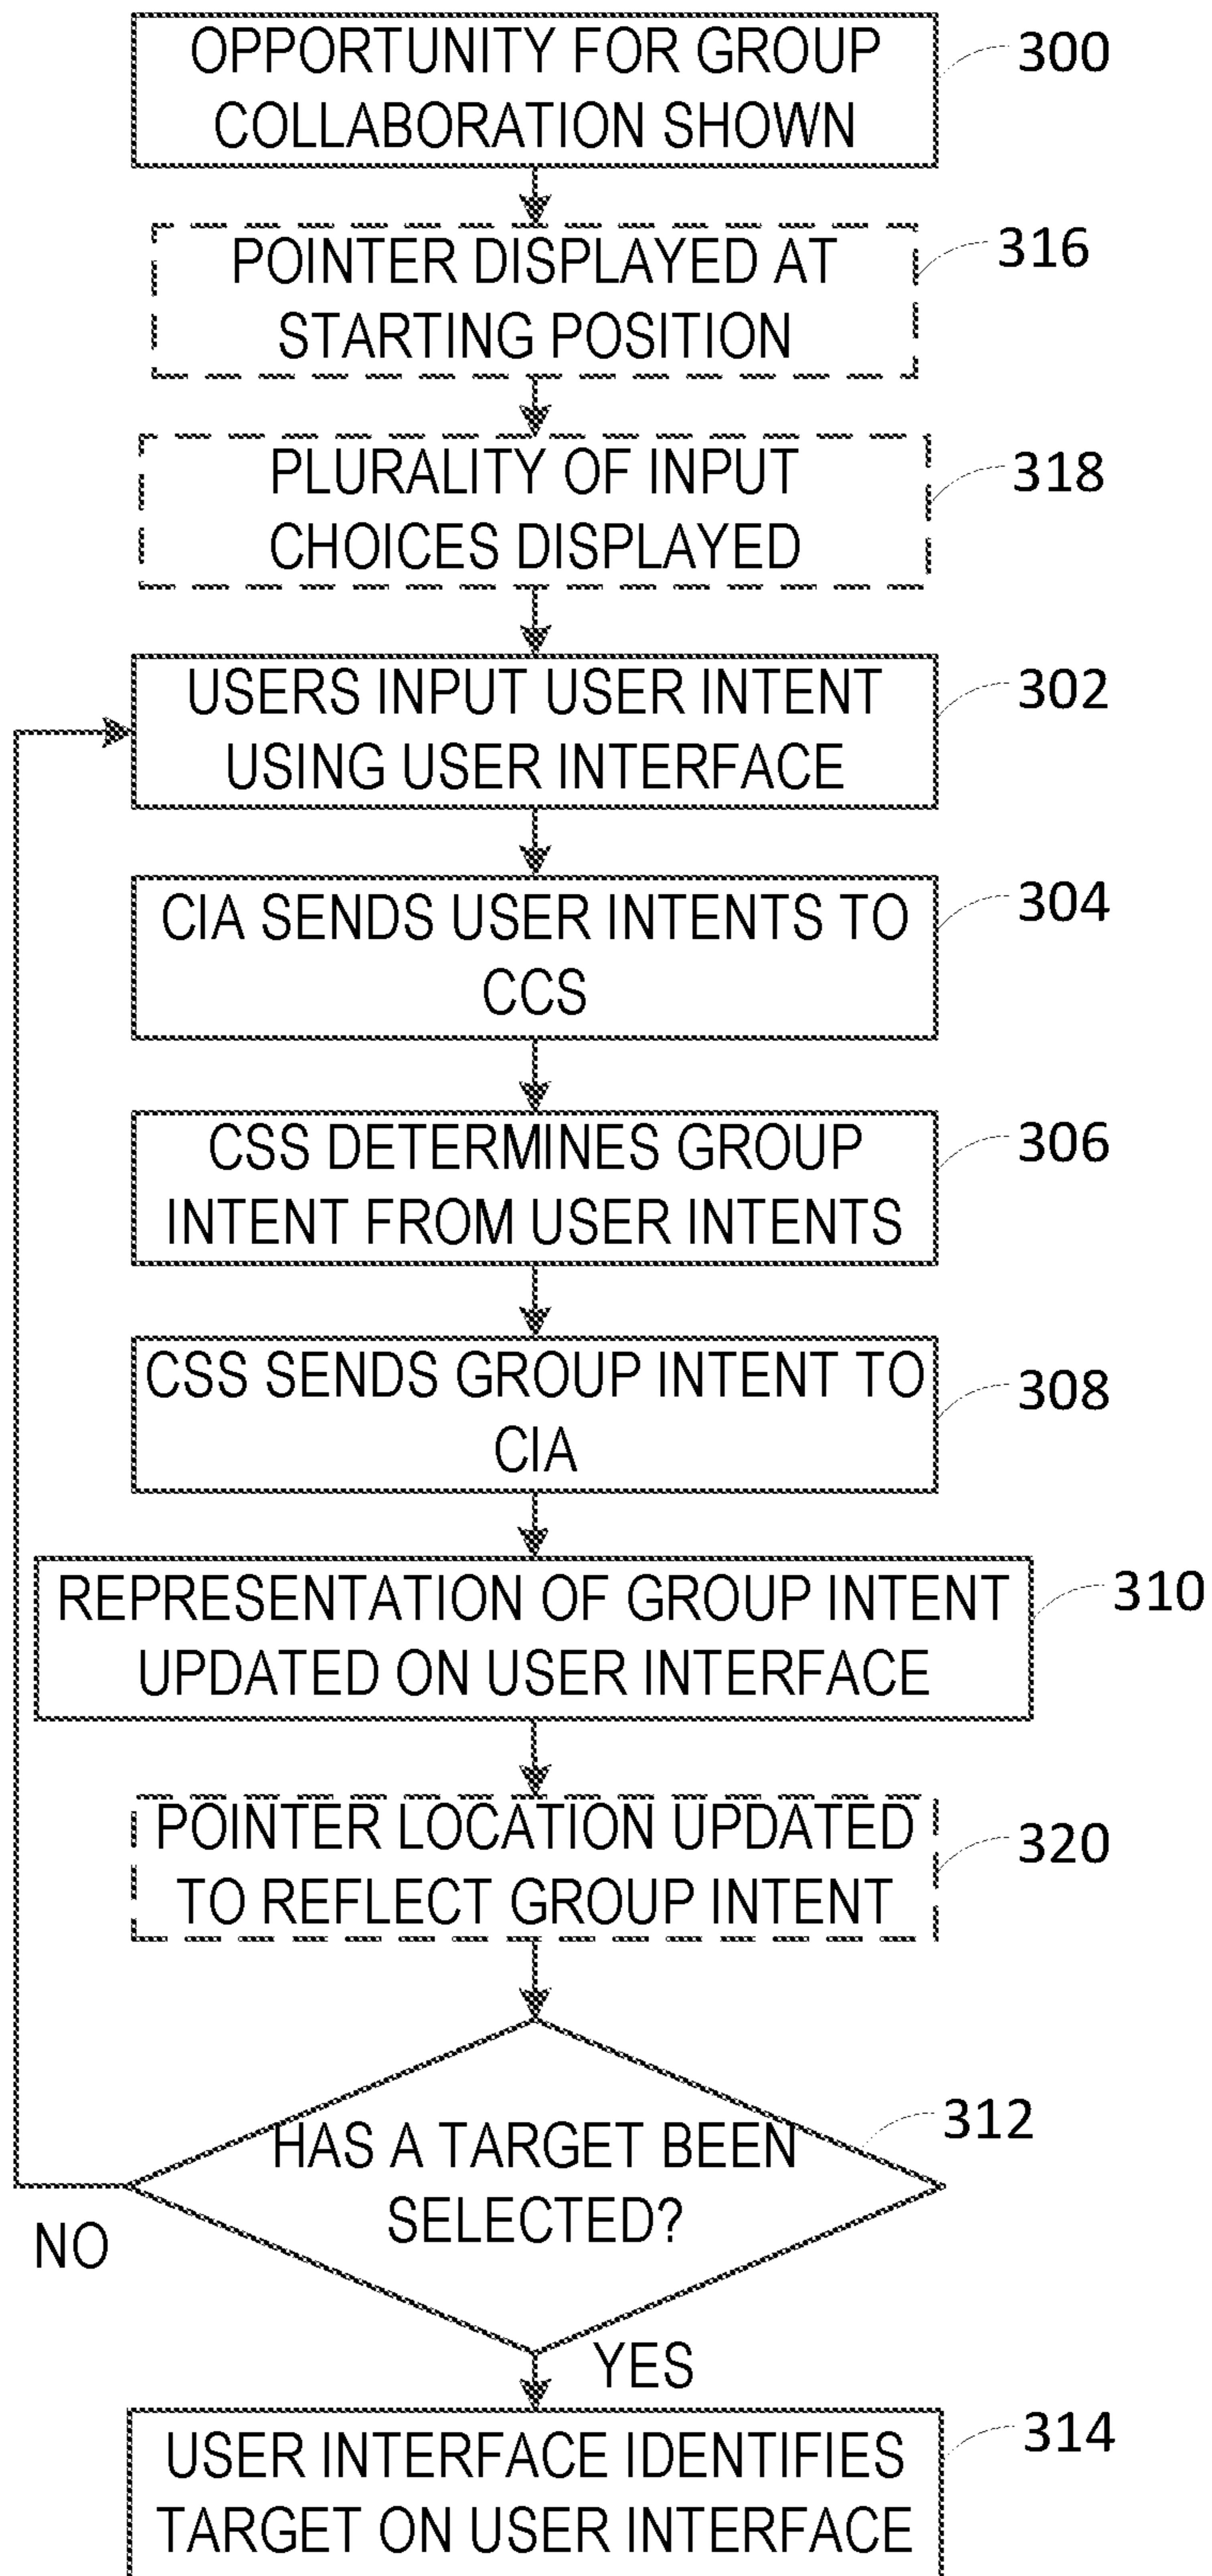 OPPORTUNITY FOR GROUP
COLLABORATION SHOWN
300
POINTER DISPLAYED AT
STARTING POSITION
316
PLURALITY OF INPUT
CHOICES DISPLAYED
318
USERS INPUT USER INTENT
USING USER INTERFACE
302
CIA SENDS USER INTENTS TO
CCS
304
CSS DETERMINES GROUP
INTENT FROM USER INTENTS
306
CSS SENDS GROUP INTENT TO
CIA
308
REPRESENTATION OF GROUP INTENT
UPDATED ON USER INTERFACE
310
POINTER LOCATION UPDATED
TO REFLECT GROUP INTENT
320
HAS A TARGET BEEN
SELECTED?
312
NO
YES
USER INTERFACE IDENTIFIES
TARGET ON USER INTERFACE
314